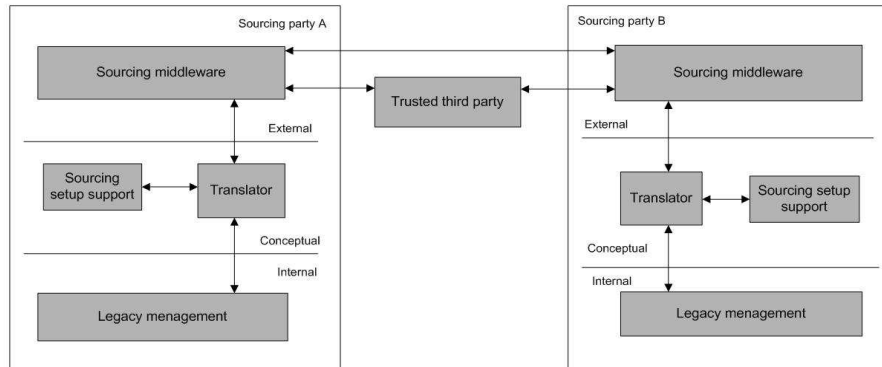 Sourcing party A
Sourcing party B
Sourcing middleware
Sourcing middleware
Trusted third party
External
External
Sourcing
setup support
Translator
Translator
Sourcing setup
support
Conceptual
Conceptual
Internal
Internal
Legacy menagement
Legacy menagement